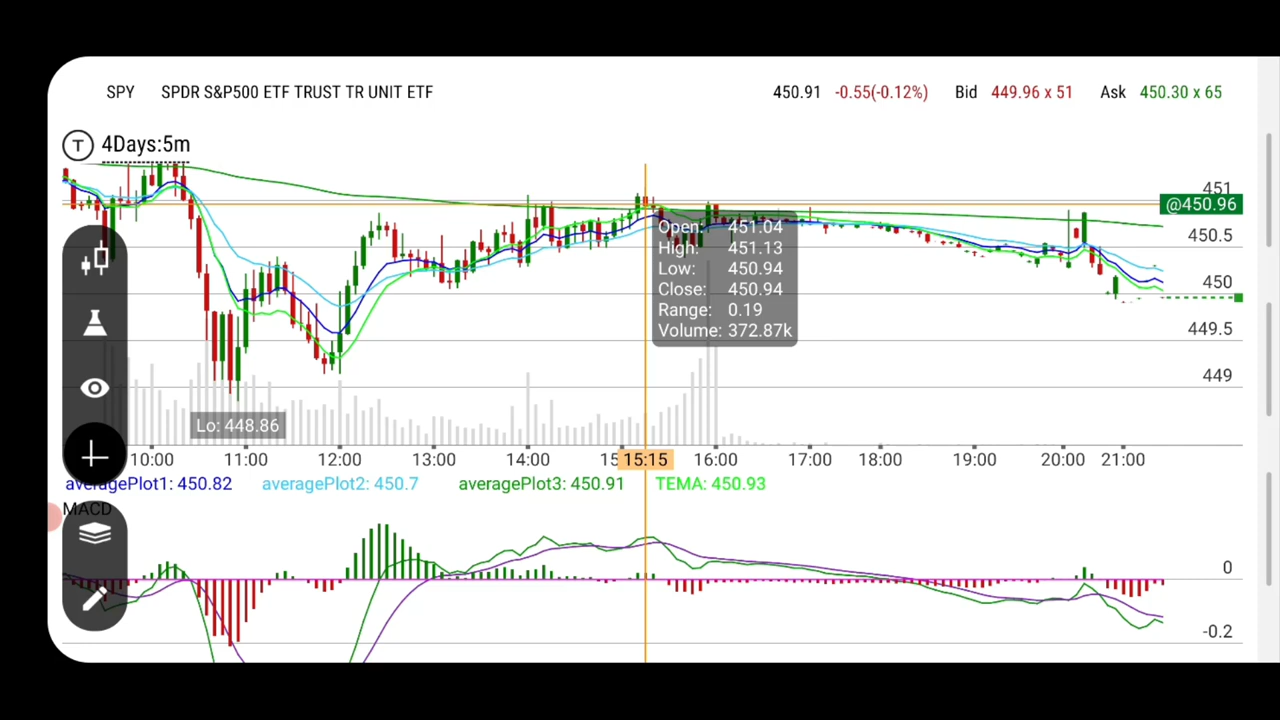 SPY SPDR S&P500 ETF TRUST TR UNIT ETF 450.91 -0.55(-0.12%) Bid 449.96 x 51 Ask 450.30 x 65
T 4Days:5m
451
@450.96
Open: 451.04
450.5
High: 451.13
Low: 450.94
450
Close: 450.94
Range: 0.19
449.5
Volume: 372.87k
449
Lo: 448.86
10:00 11:00 12:00 13:00 14:00 15:15 16:00 17:00 18:00 19:00 20:00 21:00
averagePlot1: 450.82 averagePlot2: 450.7 averagePlot3: 450.91 TEMA: 450.93
MACD
0
-0.2